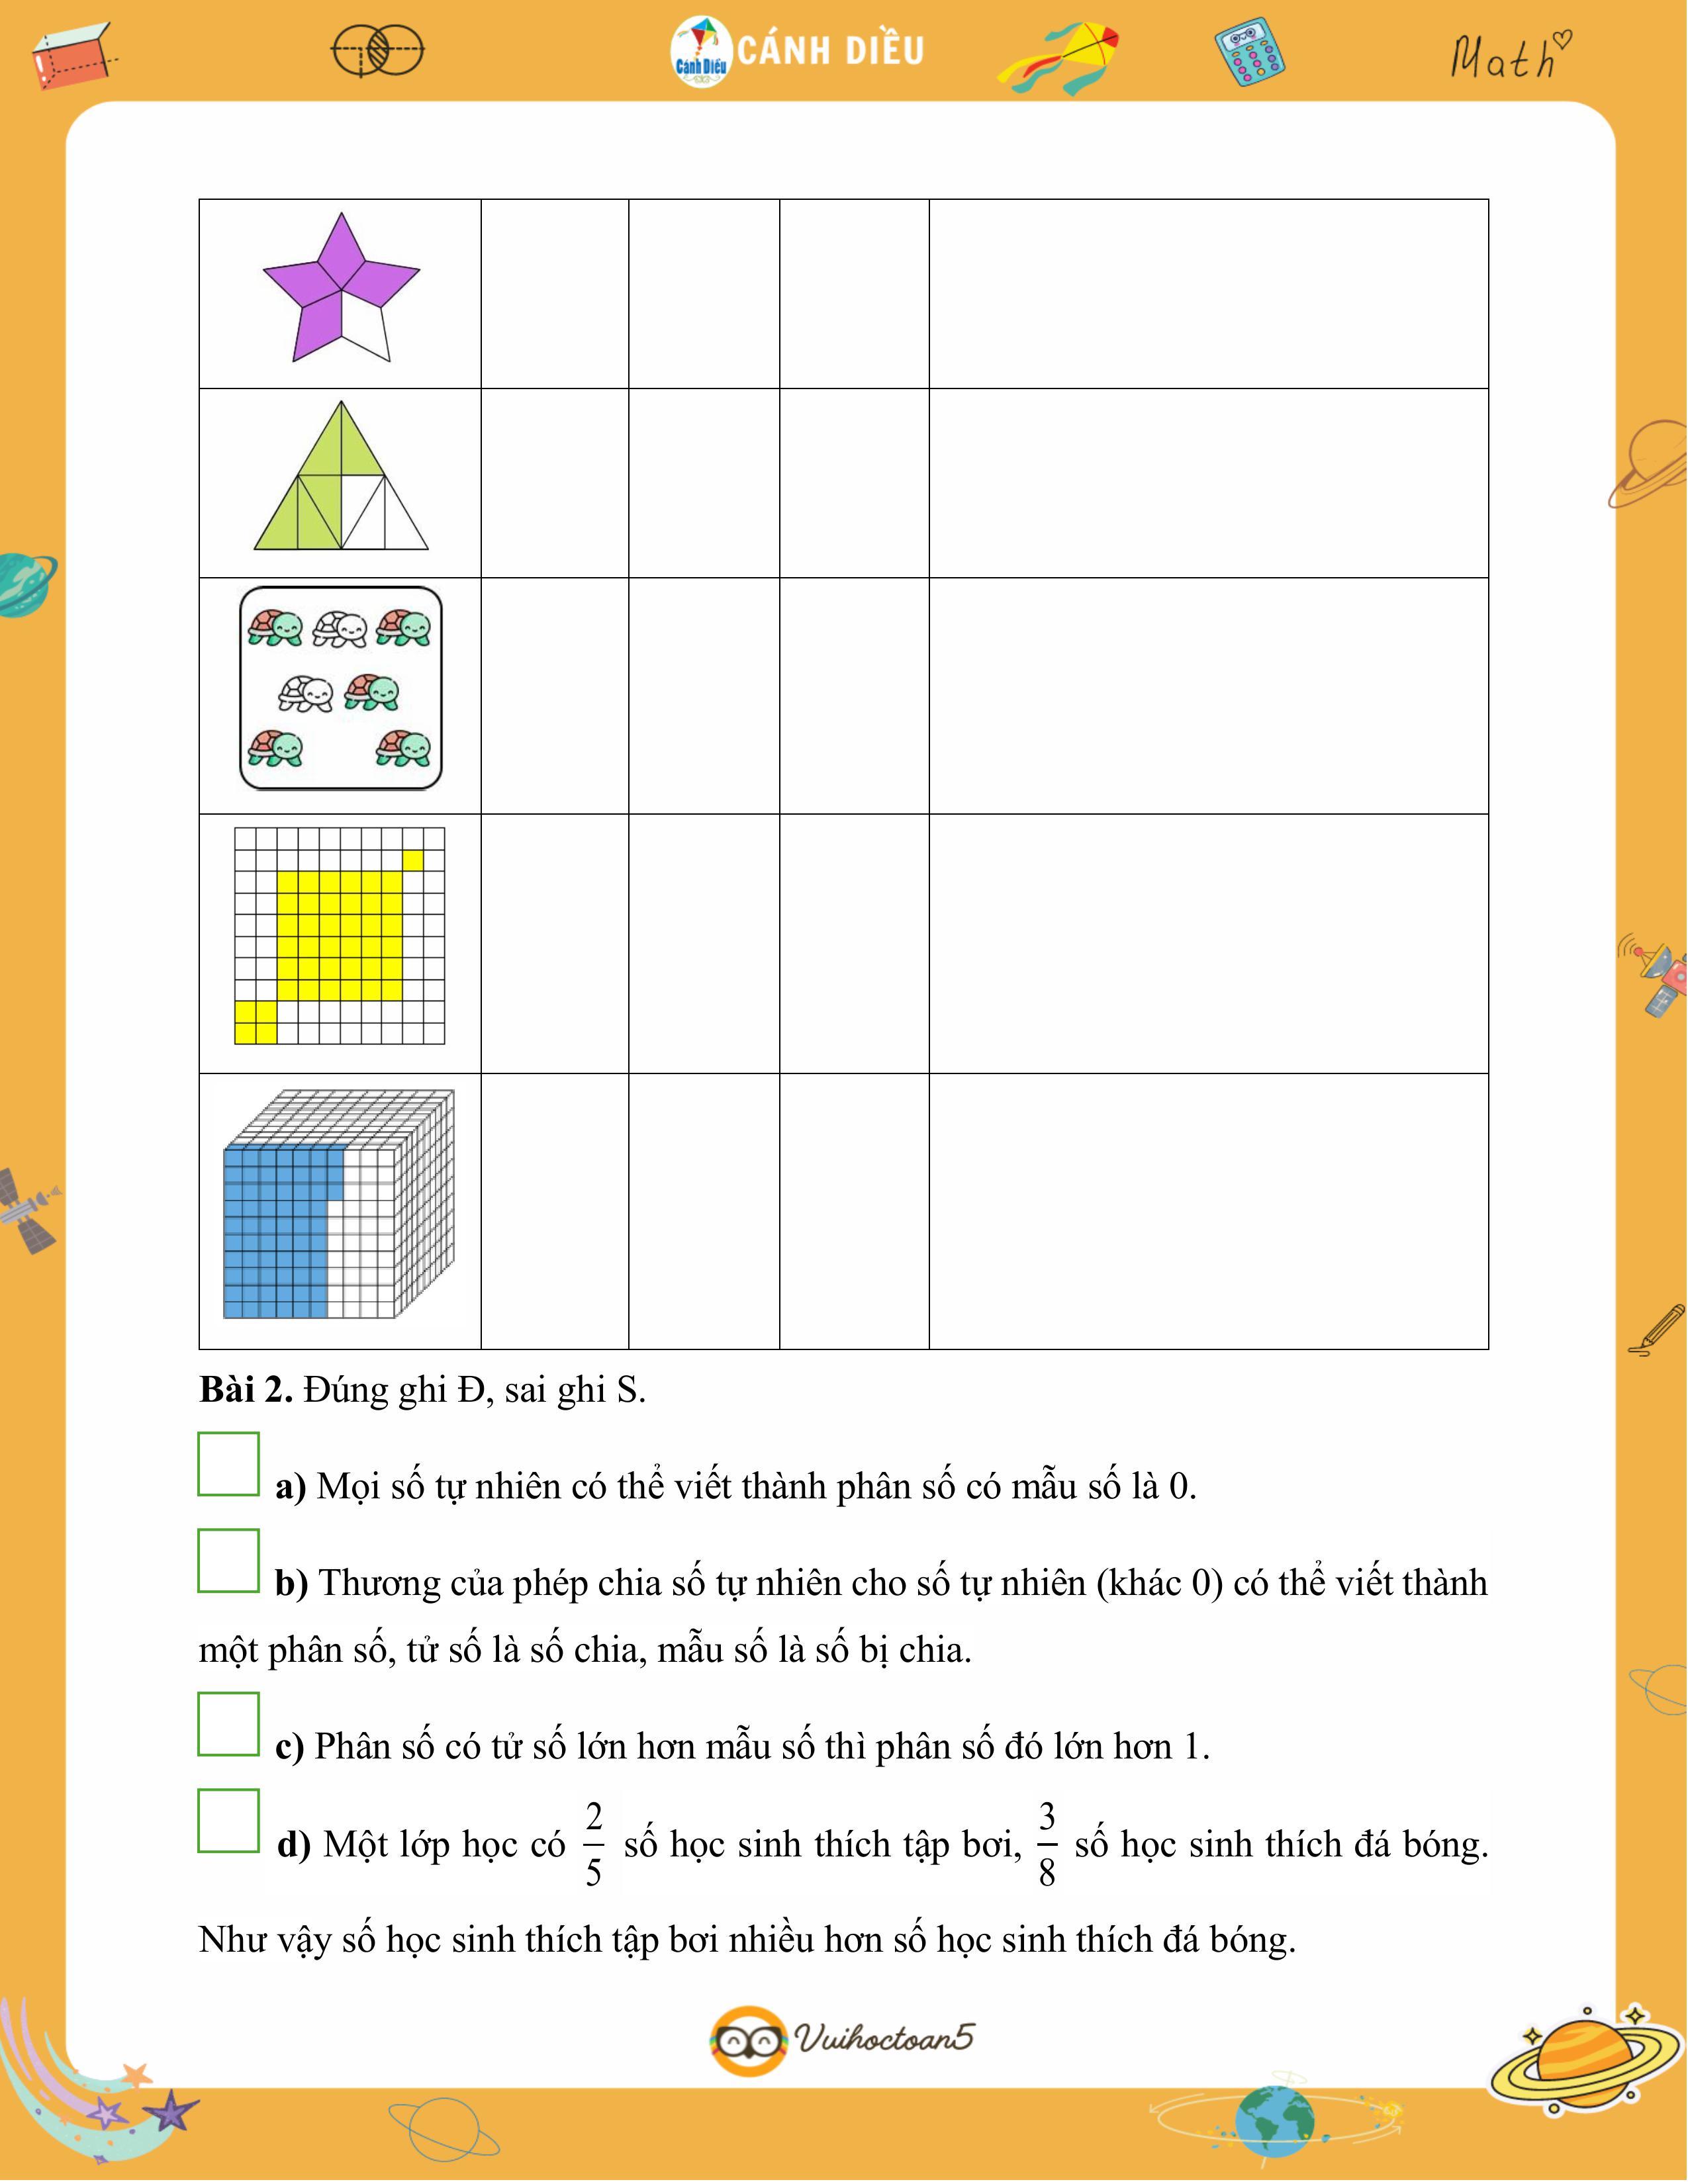 Cánh Diều
CÁNH DIỀU
Math
Bài 2. Đúng ghi Đ, sai ghi S.
a) Mọi số tự nhiên có thể viết thành phân số có mẫu số là 0.
b) Thương của phép chia số tự nhiên cho số tự nhiên (khác 0) có thể viết thành
một phân số, tử số là số chia, mẫu số là số bị chia.
c) Phân số có tử số lớn hơn mẫu số thì phân số đó lớn hơn 1.
d) Một lớp học có 2/5 số học sinh thích tập bơi, 3/8 số học sinh thích đá bóng.
Như vậy số học sinh thích tập bơi nhiều hơn số học sinh thích đá bóng.
Vuihoctoan5